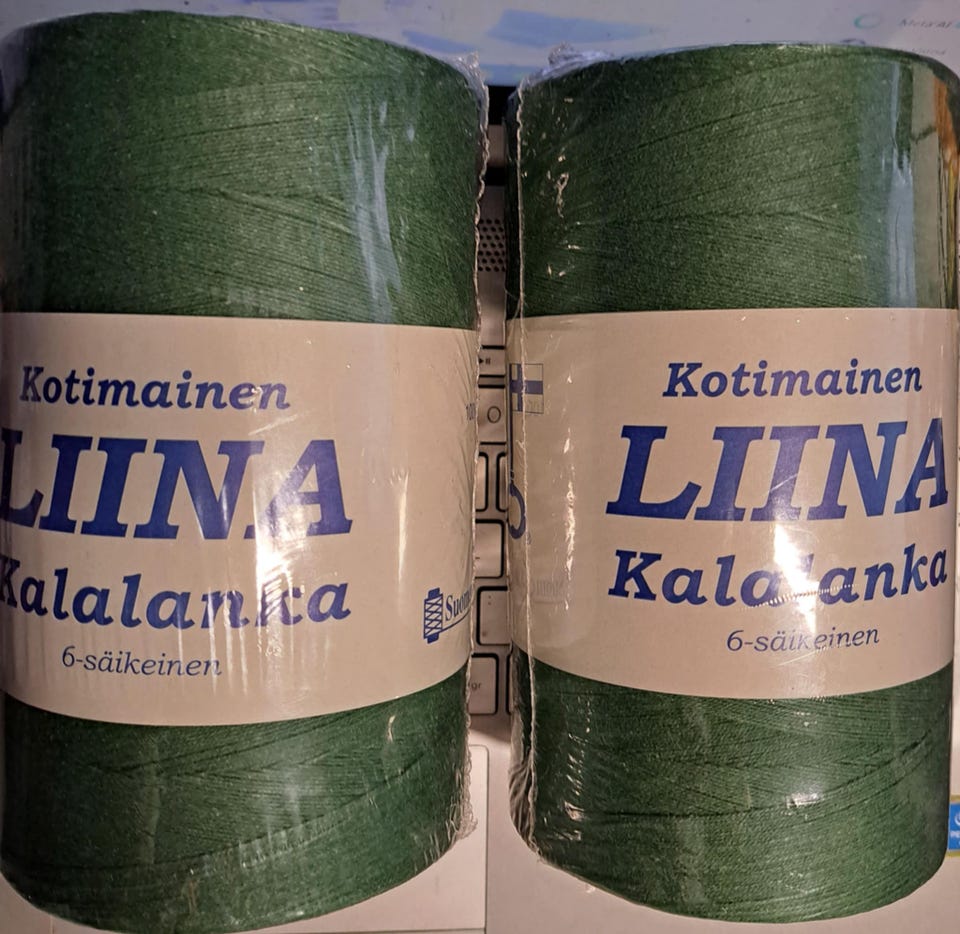 Kotimainen
LIINA
Kalalanka
6-säikeinen
Kotimainen
LIINA
Kalalanka
6-säikeinen